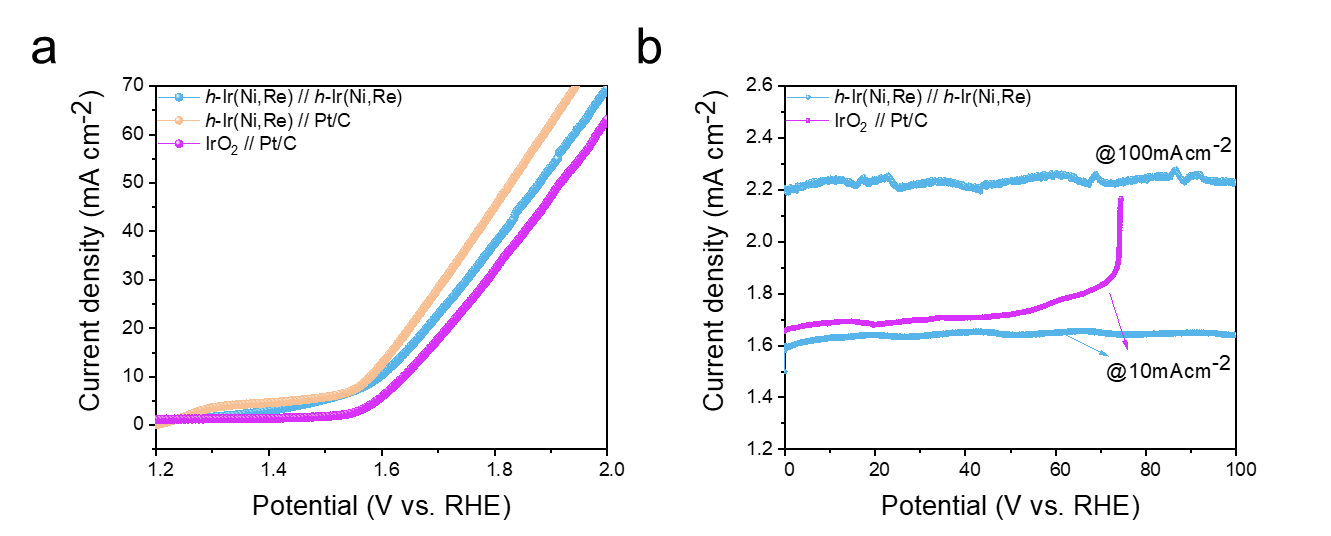 a
Current density (mA cm-2)
70
60
50
40
30
20
10
0
h-Ir(Ni,Re) // h-Ir(Ni,Re)
h-Ir(Ni,Re) // Pt/C
IrO2 // Pt/C
1.2 1.4 1.6 1.8 2.0
Potential (V vs. RHE)
b
Current density (mA cm-2)
2.6
2.4
2.2
2.0
1.8
1.6
1.4
1.2
h-Ir(Ni,Re) // h-Ir(Ni,Re)
IrO2 // Pt/C
@100mAcm-2
@10mAcm-2
0 20 40 60 80 100
Potential (V vs. RHE)